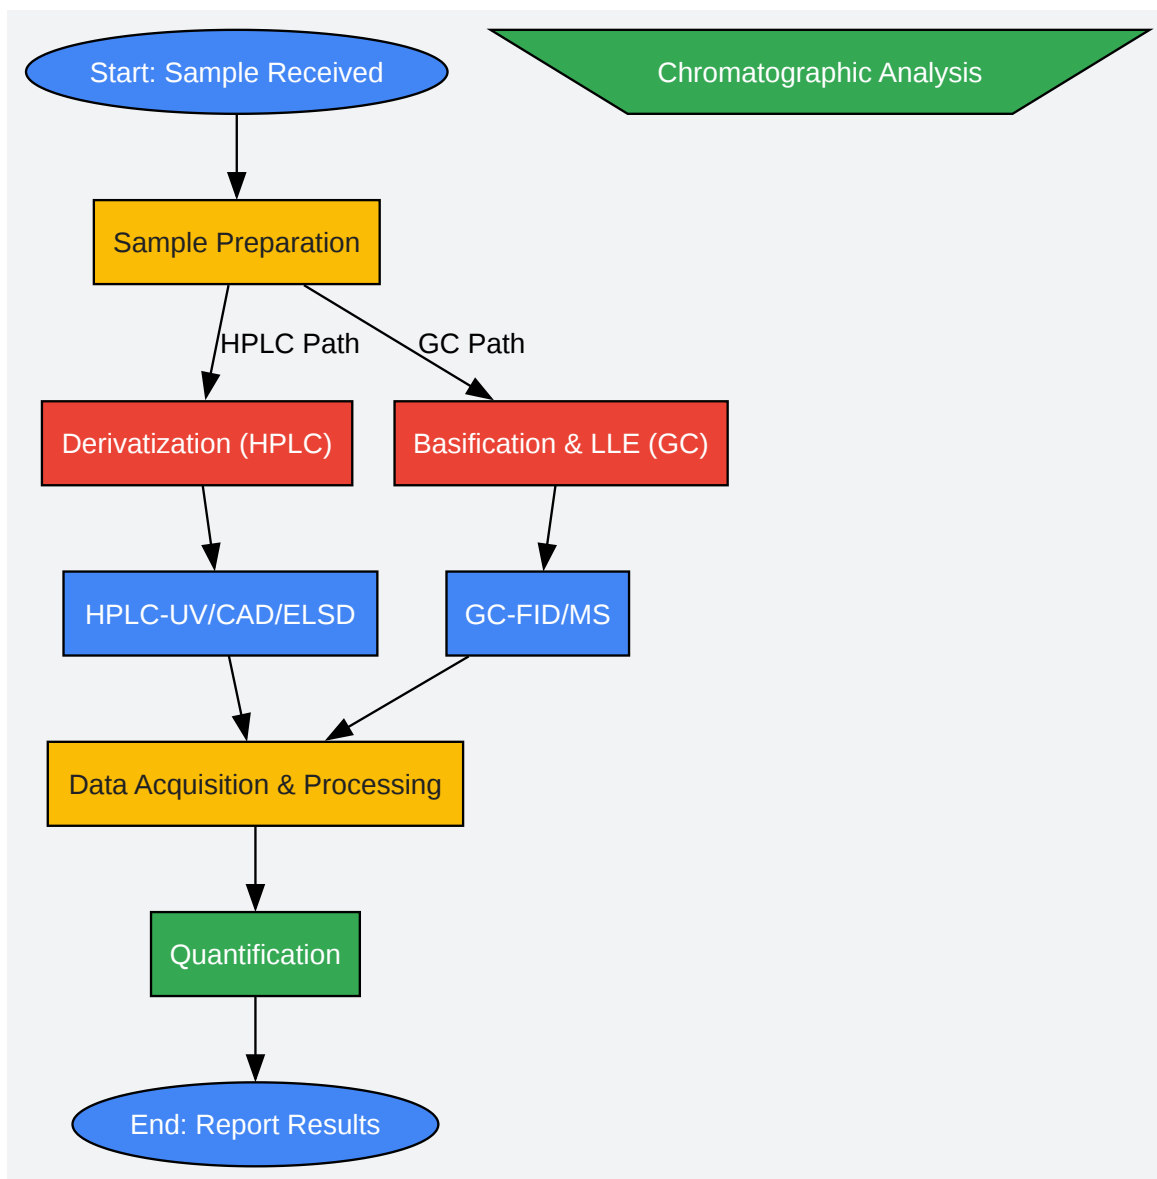 Start: Sample Received
Chromatographic Analysis
Sample Preparation
HPLC Path
GC Path
Derivatization (HPLC)
Basification & LLE (GC)
HPLC-UV/CAD/ELSD
GC-FID/MS
Data Acquisition & Processing
Quantification
End: Report Results